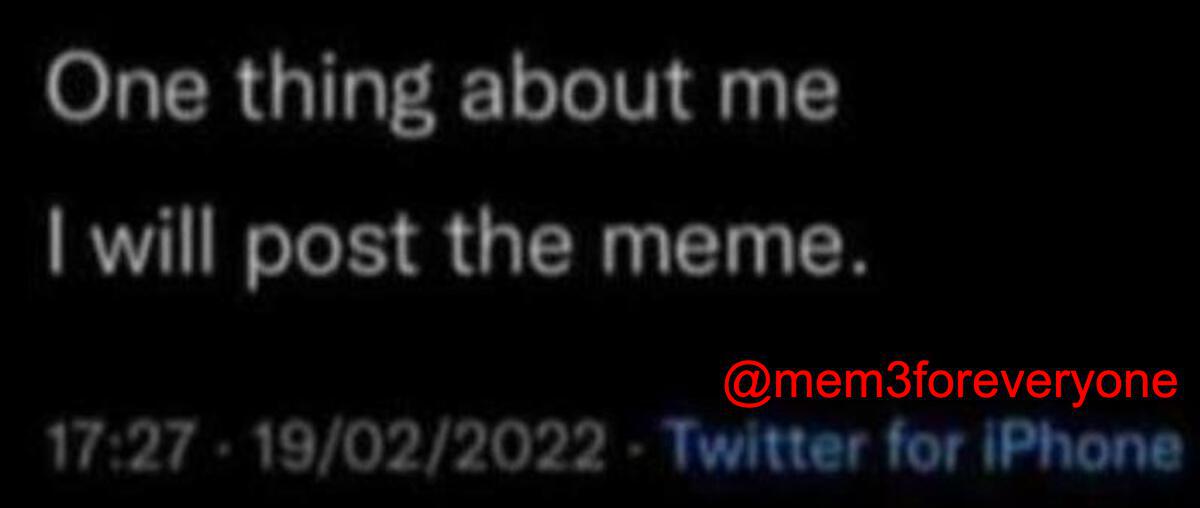 One thing about me
I will post the meme.
@mem3foreveryone
17:27 · 19/02/2022 · Twitter for iPhone